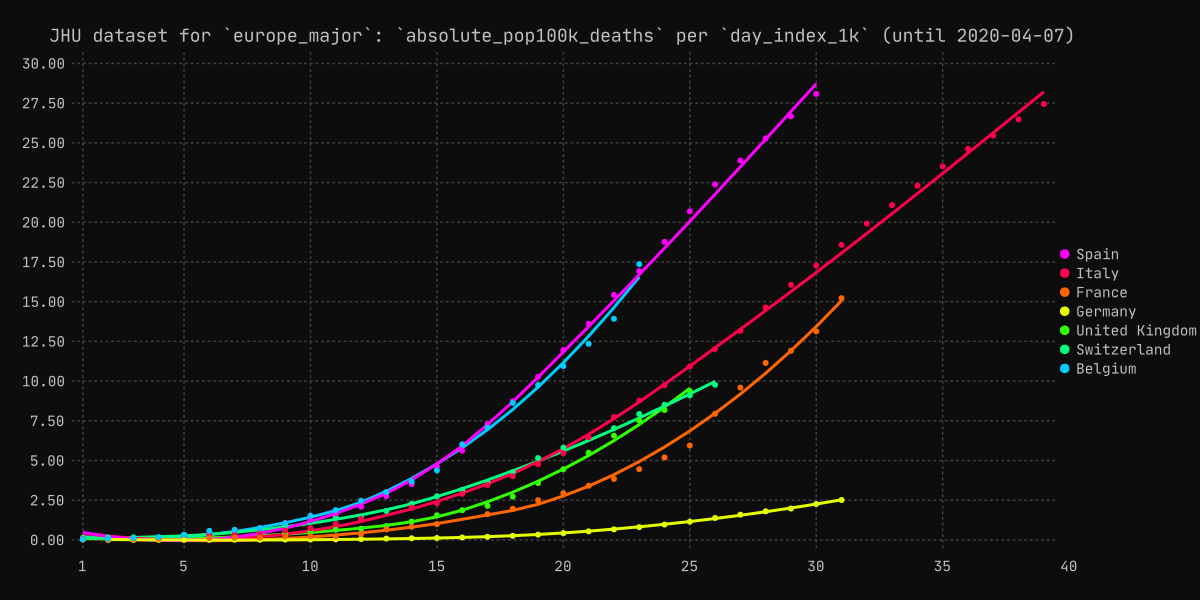 JHU dataset for `europe_major`: `absolute_pop100k_deaths` per `day_index_1k` (until 2020-04-07)
30.00
27.50
25.00
22.50
20.00
17.50
15.00
12.50
10.00
7.50
5.00
2.50
0.00
1 5 10 15 20 25 30 35 40
Spain
Italy
France
Germany
United Kingdom
Switzerland
Belgium